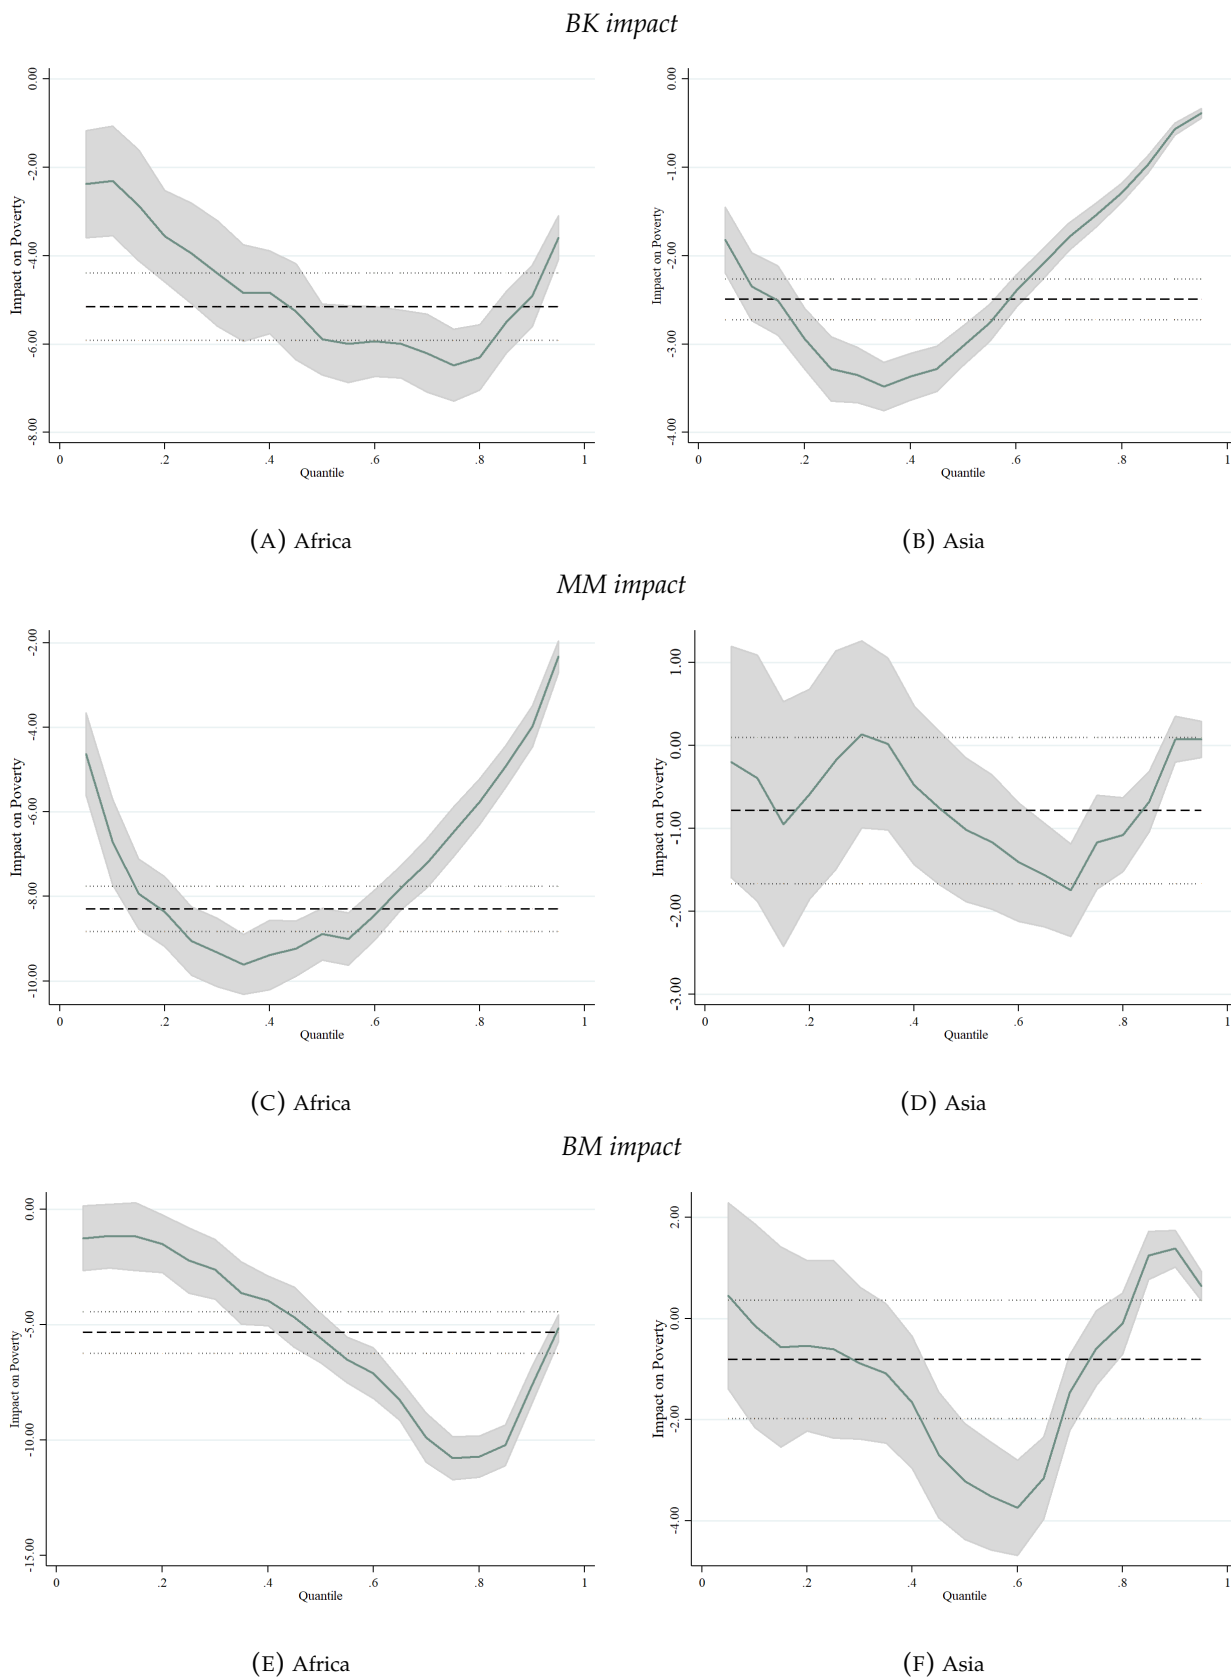 BK impact
Impact on Poverty
0.00
-2.00
-4.00
-6.00
-8.00
0 .2 .4 .6 .8 1
Quantile
(A) Africa
Impact on Poverty
0.00
-1.00
-2.00
-3.00
-4.00
0 .2 .4 .6 .8 1
Quantile
(B) Asia
MM impact
Impact on Poverty
-2.00
-4.00
-6.00
-8.00
-10.00
0 .2 .4 .6 .8 1
Quantile
(C) Africa
Impact on Poverty
1.00
0.00
-1.00
-2.00
-3.00
0 .2 .4 .6 .8 1
Quantile
(D) Asia
BM impact
Impact on Poverty
0.00
-5.00
-10.00
-15.00
0 .2 .4 .6 .8 1
Quantile
(E) Africa
Impact on Poverty
2.00
0.00
-2.00
-4.00
0 .2 .4 .6 .8 1
Quantile
(F) Asia